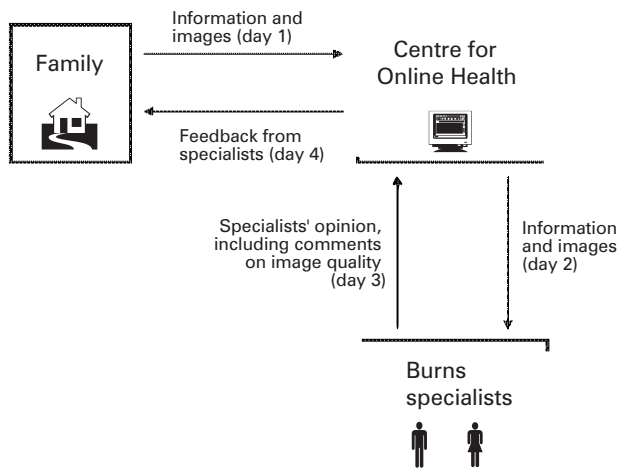 Information and
images (day 1)
Family
Centre for
Online Health
Feedback from
specialists (day 4)
Specialists' opinion,
including comments
on image quality
(day 3)
Information
and images
(day 2)
Burns
specialists